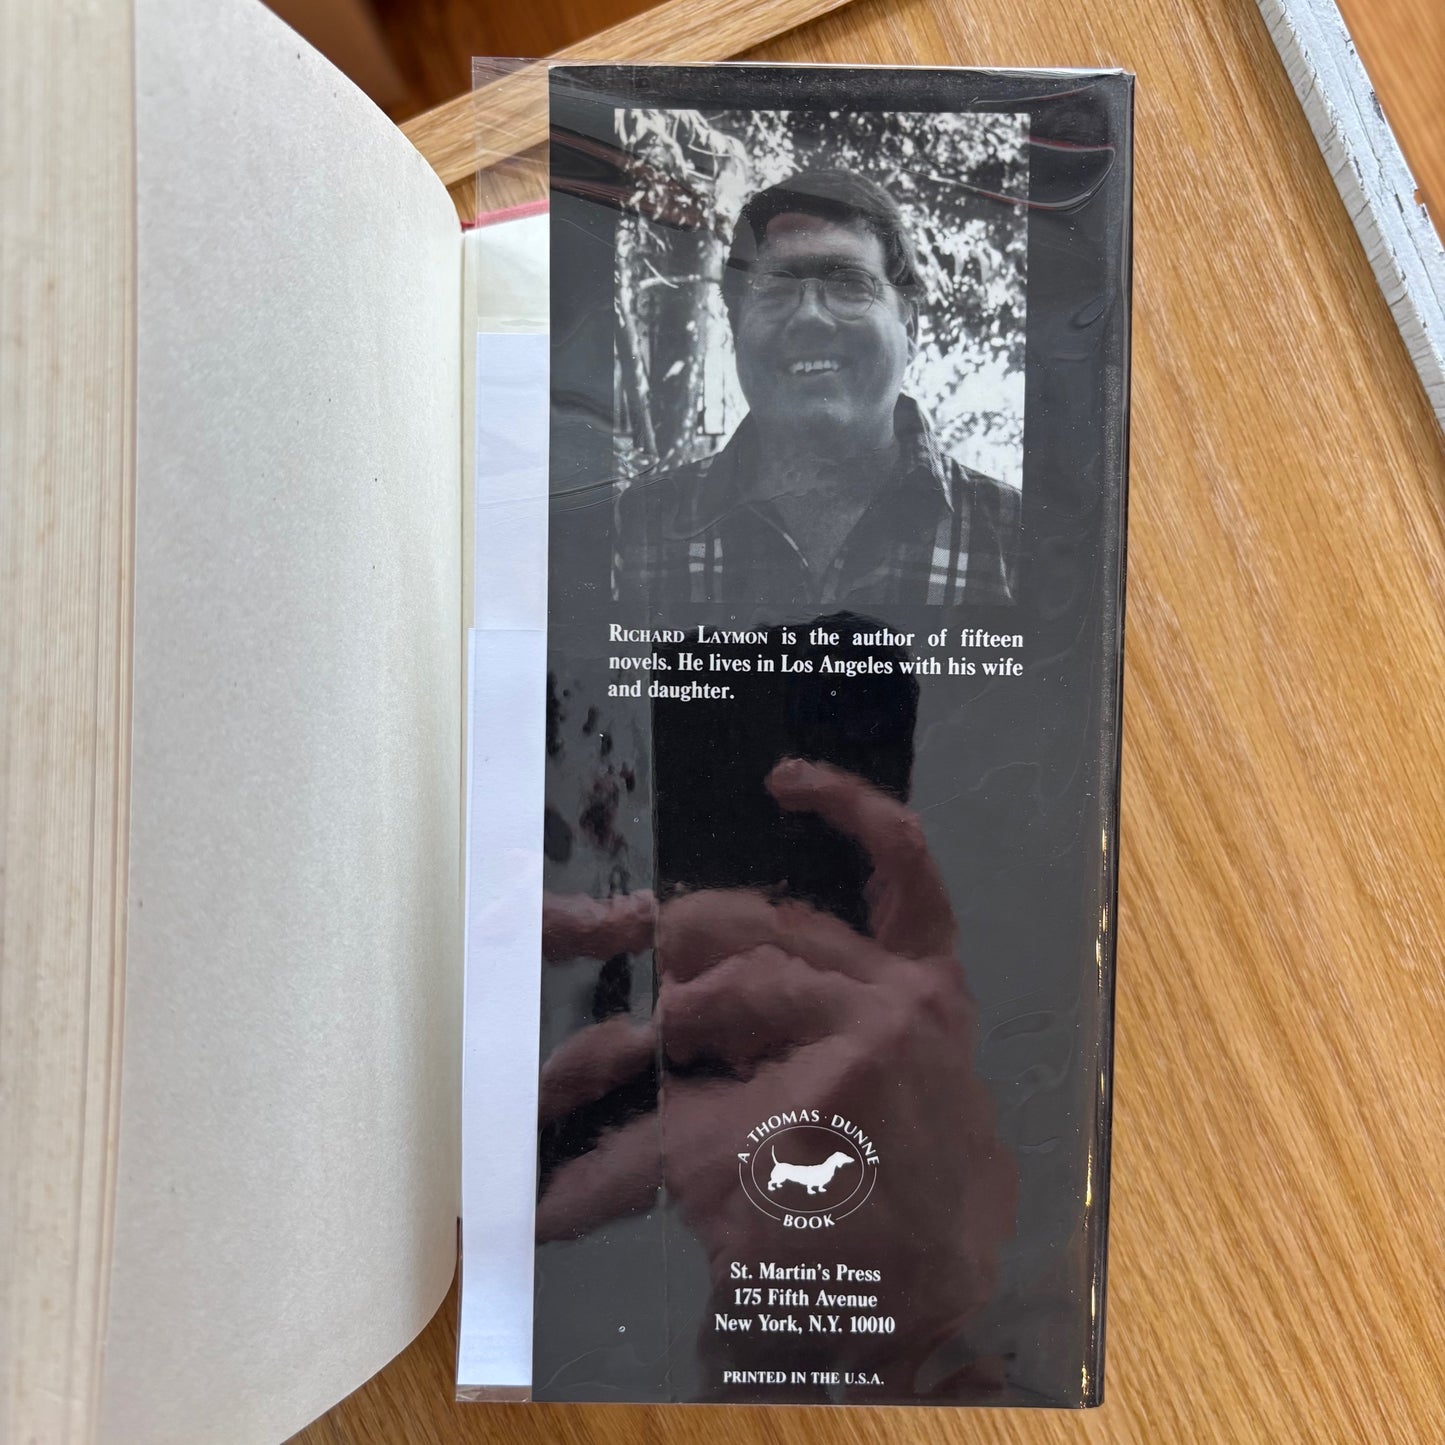 RICHARD LAYMON is the author of fifteen
novels. He lives in Los Angeles with his wife
and daughter.
A · THOMAS · DUNNE
BOOK
St. Martin's Press
175 Fifth Avenue
New York, N.Y. 10010
PRINTED IN THE U.S.A.